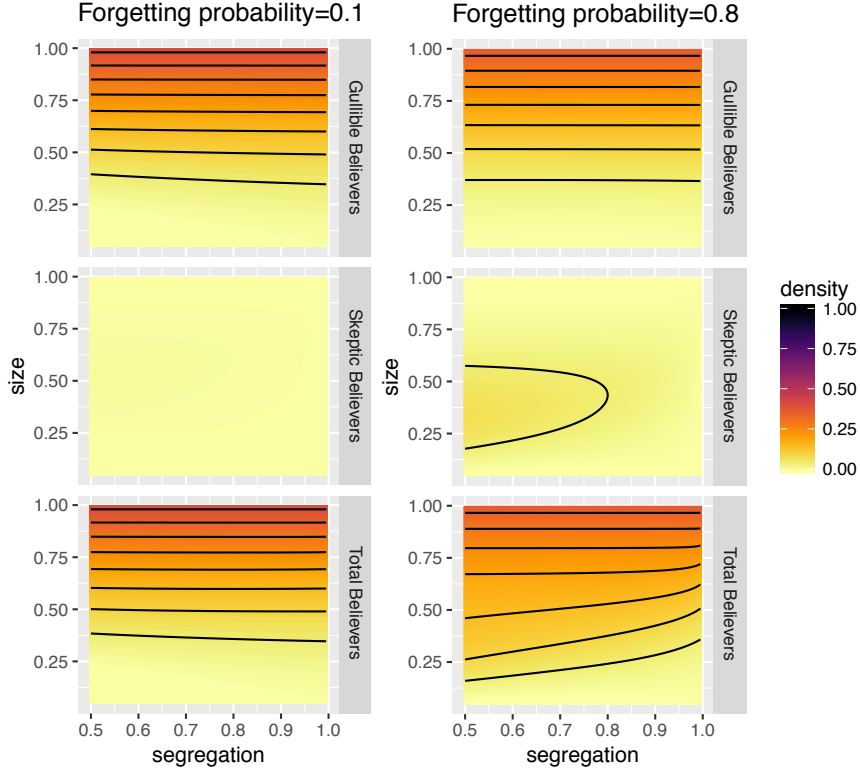 Forgetting probability=0.1
Forgetting probability=0.8
1.00
0.75
0.50
0.25
Gullible Believers
1.00
0.75
0.50
0.25
Gullible Believers
size
1.00
0.75
0.50
0.25
Skeptic Believers
size
1.00
0.75
0.50
0.25
Skeptic Believers
1.00
0.75
0.50
0.25
Total Believers
1.00
0.75
0.50
0.25
Total Believers
0.5 0.6 0.7 0.8 0.9 1.0
segregation
0.5 0.6 0.7 0.8 0.9 1.0
segregation
density
1.00
0.75
0.50
0.25
0.00